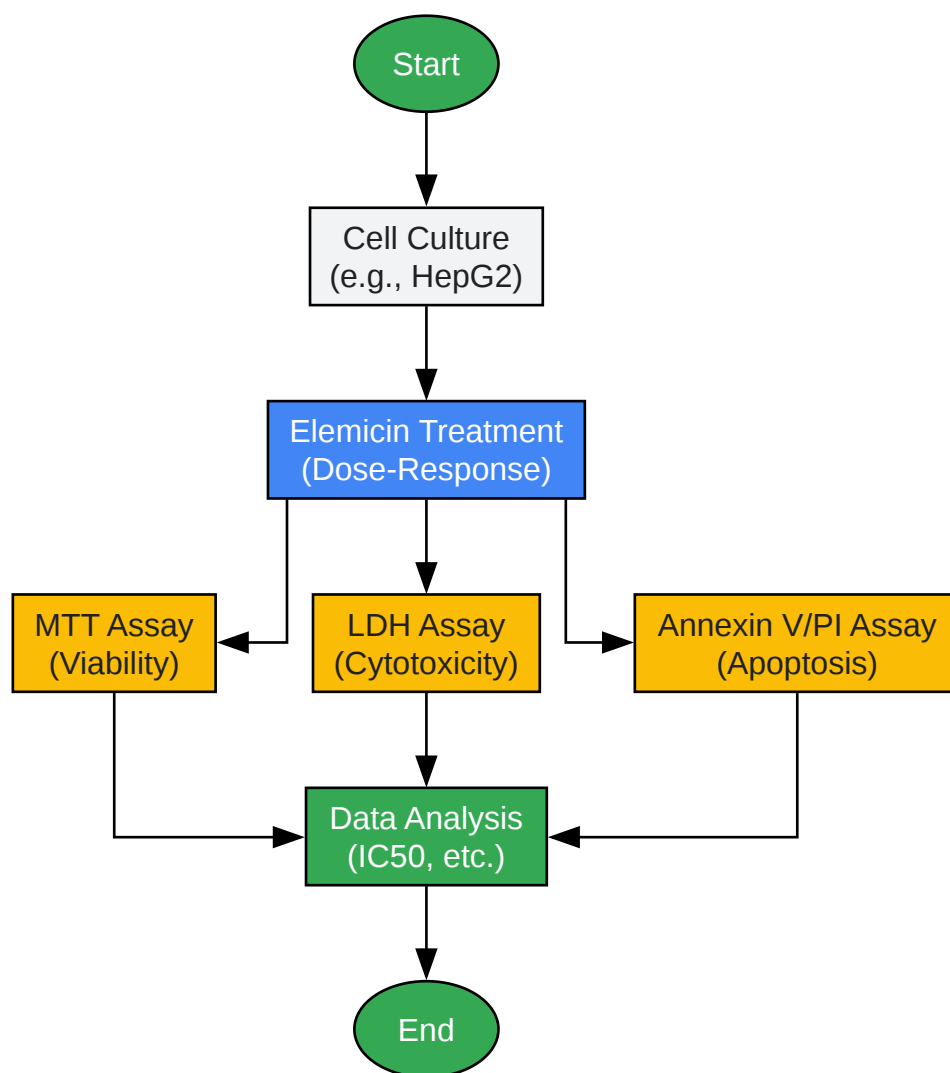 Start
Cell Culture
(e.g., HepG2)
Elemicin Treatment
(Dose-Response)
MTT Assay
(Viability)
LDH Assay
(Cytotoxicity)
Annexin V/PI Assay
(Apoptosis)
Data Analysis
(IC50, etc.)
End